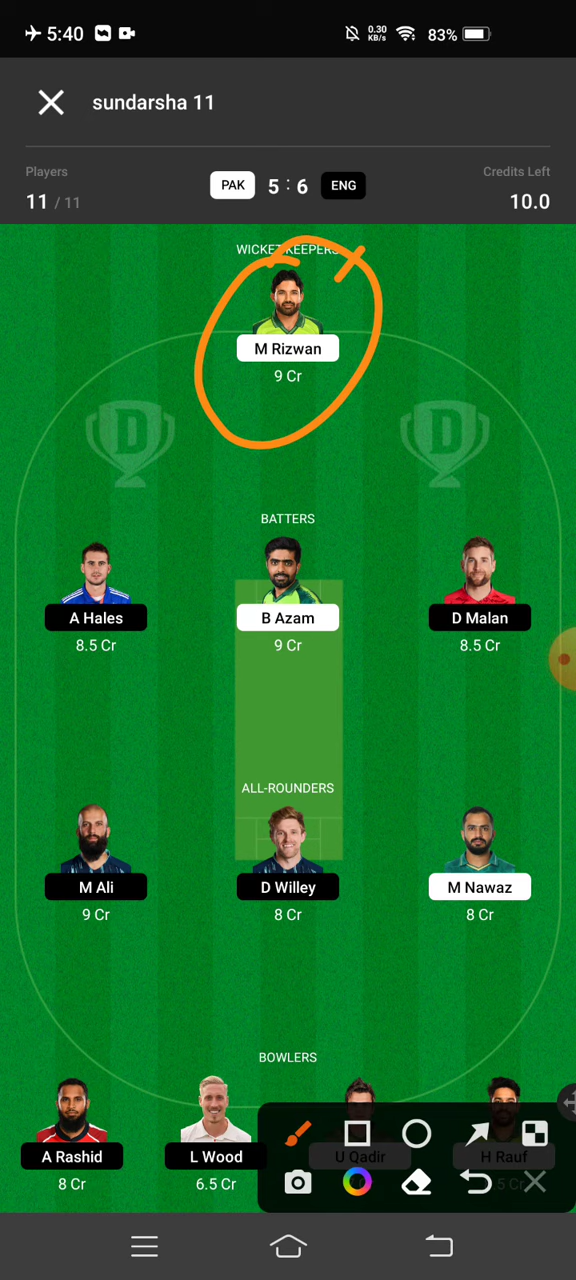 5:40 0.30 KB/s 83%
sundarsha 11
Players Credits Left
11 / 11 PAK 5 : 6 ENG 10.0
WICKET-KEEPERS
M Rizwan
9 Cr
BATTERS
A Hales B Azam D Malan
8.5 Cr 9 Cr 8.5 Cr
ALL-ROUNDERS
M Ali D Willey M Nawaz
9 Cr 8 Cr 8 Cr
BOWLERS
A Rashid L Wood U Qadir H Rauf
8 Cr 6.5 Cr